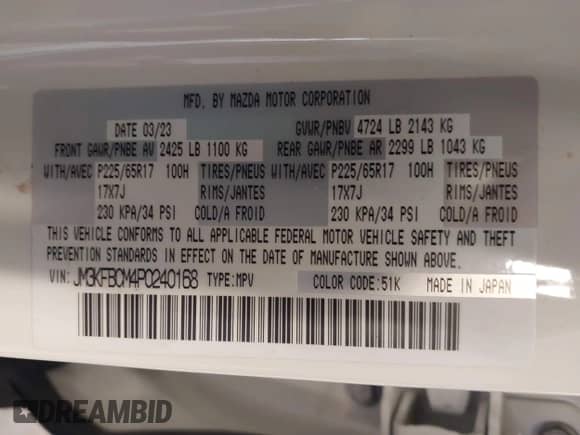 MFD. BY MAZDA MOTOR CORPORATION
DATE 03/23 GVWR/PNBV 4724 LB 2143 KG
FRONT GAWR/PNBE AV 2425 LB 1100 KG REAR GAWR/PNBE AR 2299 LB 1043 KG
WITH/AVEC P225/65R17 100H TIRES/PNEUS WITH/AVEC P225/65R17 100H TIRES/PNEUS
17X7J RIMS/JANTES 17X7J RIMS/JANTES
230 KPA/34 PSI COLD/A FROID 230 KPA/34 PSI COLD/A FROID
THIS VEHICLE CONFORMS TO ALL APPLICABLE FEDERAL MOTOR VEHICLE SAFETY AND THEFT
PREVENTION STANDARDS IN EFFECT ON THE DATE OF MANUFACTURE SHOWN ABOVE.
VIN: JM3KFBCM4P0240168 TYPE:MPV COLOR CODE:51K MADE IN JAPAN
DREAMBID